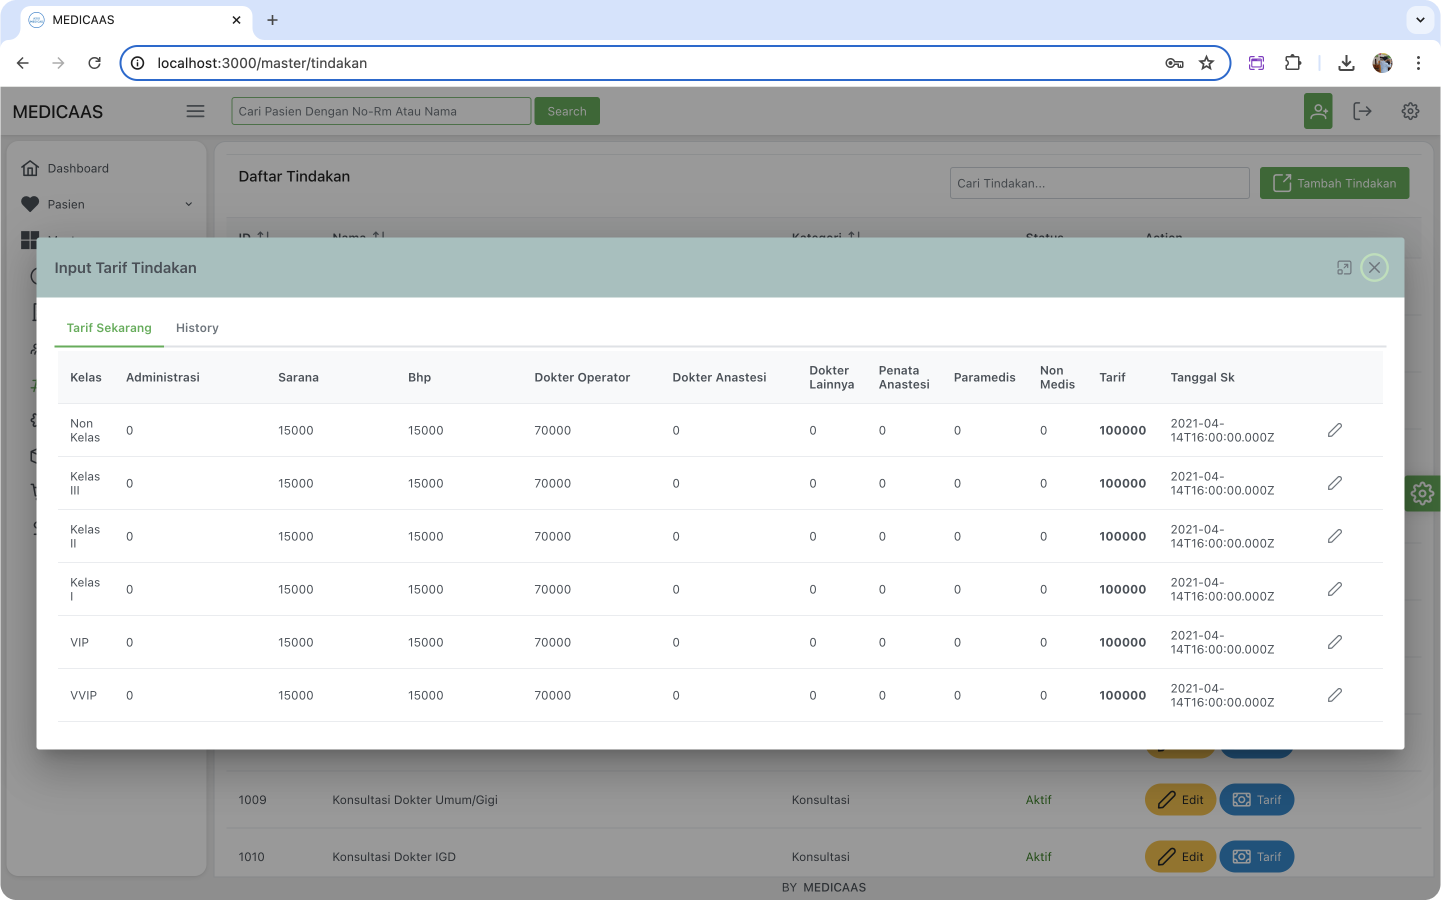 MEDICAAS
localhost:3000/master/tindakan
MEDICAAS
Cari Pasien Dengan No-Rm Atau Nama
Search
Dashboard
Pasien
Daftar Tindakan
Cari Tindakan...
Tambah Tindakan
ID Nama Kategori Status Action
Input Tarif Tindakan
Tarif Sekarang History
Kelas Administrasi Sarana Bhp Dokter Operator Dokter Anastesi Dokter Lainnya Penata Anastesi Paramedis Non Medis Tarif Tanggal Sk
Non Kelas 0 15000 15000 70000 0 0 0 0 0 100000 2021-04-14T16:00:00.000Z
Kelas III 0 15000 15000 70000 0 0 0 0 0 100000 2021-04-14T16:00:00.000Z
Kelas II 0 15000 15000 70000 0 0 0 0 0 100000 2021-04-14T16:00:00.000Z
Kelas I 0 15000 15000 70000 0 0 0 0 0 100000 2021-04-14T16:00:00.000Z
VIP 0 15000 15000 70000 0 0 0 0 0 100000 2021-04-14T16:00:00.000Z
VVIP 0 15000 15000 70000 0 0 0 0 0 100000 2021-04-14T16:00:00.000Z
1009 Konsultasi Dokter Umum/Gigi Konsultasi Aktif Edit Tarif
1010 Konsultasi Dokter IGD Konsultasi Aktif Edit Tarif
BY MEDICAAS